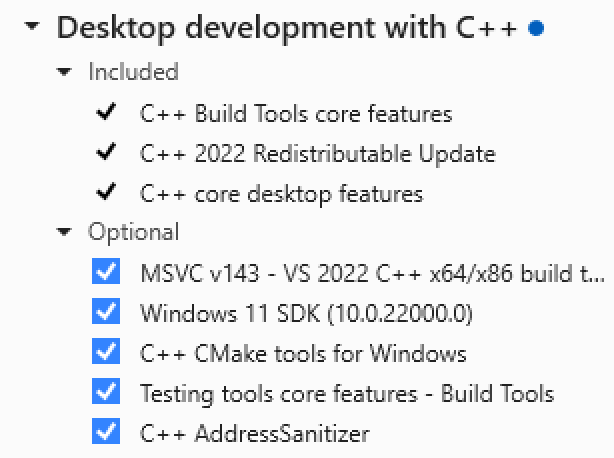 Desktop development with C++
Included
C++ Build Tools core features
C++ 2022 Redistributable Update
C++ core desktop features
Optional
MSVC v143 - VS 2022 C++ x64/x86 build t...
Windows 11 SDK (10.0.22000.0)
C++ CMake tools for Windows
Testing tools core features - Build Tools
C++ AddressSanitizer